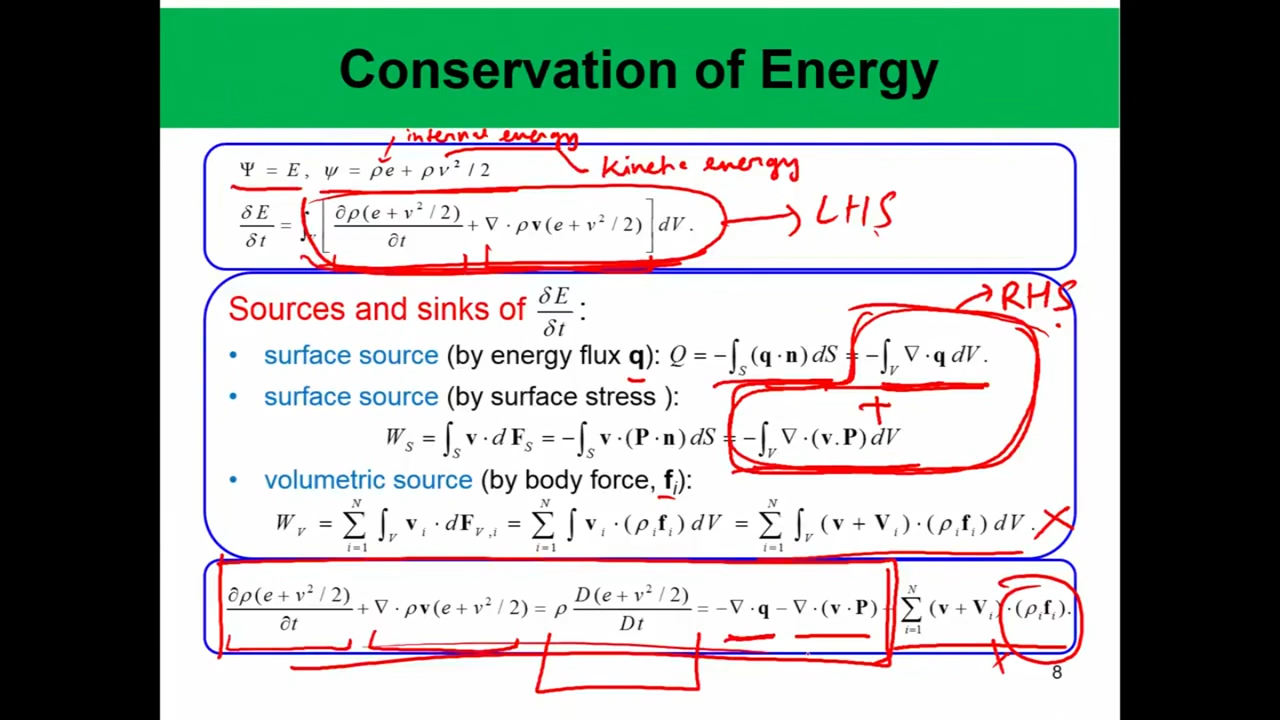 Conservation of Energy
internal energy
Ψ = E, ψ = ρe + ρv²/2
Kinetic energy
δE/δt = ∫_V [∂ρ(e + v²/2)/∂t + ∇ · ρv(e + v²/2)] dV.
LHS
RHS
Sources and sinks of δE/δt :
• surface source (by energy flux q): Q = −∫_S (q · n) dS = −∫_V ∇ · q dV.
• surface source (by surface stress ):
+
W_S = ∫_S v · dF_S = −∫_S v · (P · n) dS = −∫_V ∇ · (v.P) dV
• volumetric source (by body force, f_i):
W_V = ∑_{i=1}^{N} ∫_V v_i · dF_{V,i} = ∑_{i=1}^{N} ∫ v_i · (ρ_i f_i) dV = ∑_{i=1}^{N} ∫_V (v + V_i) · (ρ_i f_i) dV. ×
∂ρ(e + v²/2)/∂t + ∇ · ρv(e + v²/2) = ρ D(e + v²/2)/Dt = −∇ · q − ∇ · (v · P) ∑_{i=1}^{N} (v + V_i) · (ρ_i f_i).
8